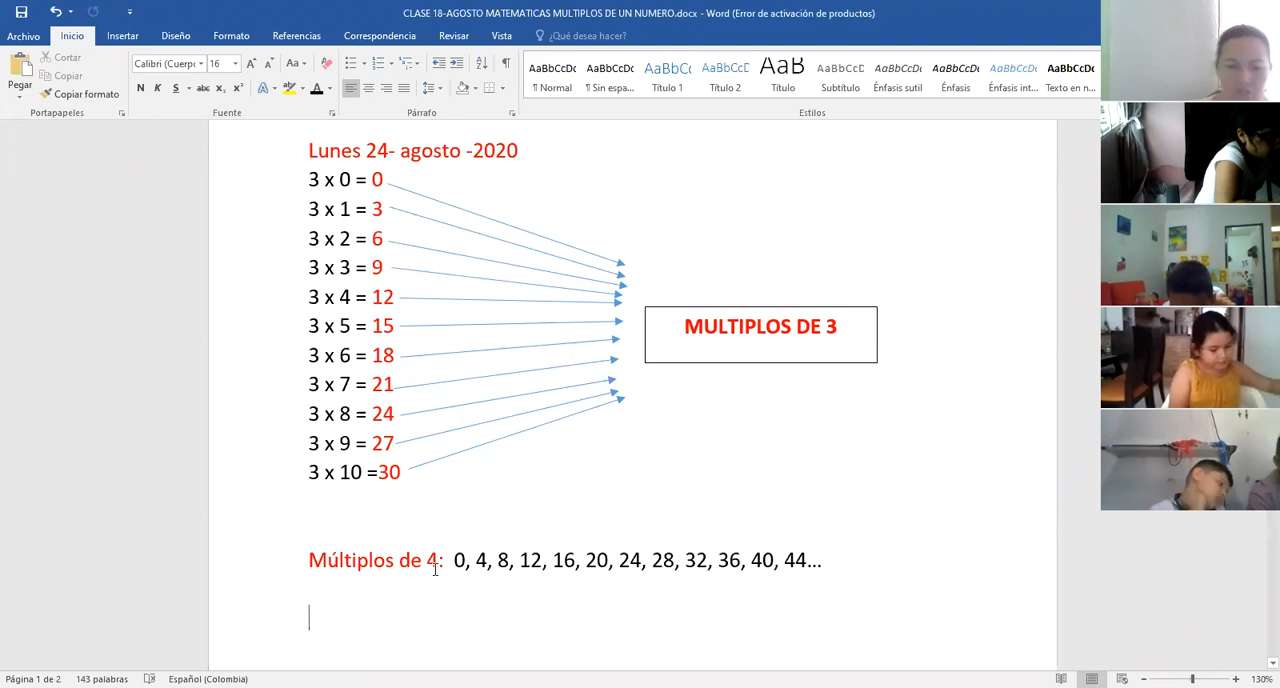 CLASE 18-AGOSTO MATEMATICAS MULTIPLOS DE UN NUMERO.docx - Word (Error de activación de productos)
Archivo Inicio Insertar Diseño Formato Referencias Correspondencia Revisar Vista ¿Qué desea hacer?
Pegar
Cortar
Copiar
Copiar formato
Portapapeles
Calibri (Cuerpo 16
N K S abc x₂ x²
Fuente
Párrafo
AaBbCcDc AaBbCcDc AaBbCc AaBbCcD AaB AaBbCcD AaBbCcDc AaBbCcDc AaBbCcDc AaBbCcDc
¶ Normal ¶ Sin espa... Título 1 Título 2 Título Subtítulo Énfasis sutil Énfasis Énfasis int... Texto en n...
Estilos
Lunes 24- agosto -2020
3 x 0 = 0
3 x 1 = 3
3 x 2 = 6
3 x 3 = 9
3 x 4 = 12
3 x 5 = 15
3 x 6 = 18
3 x 7 = 21
3 x 8 = 24
3 x 9 = 27
3 x 10 =30
MULTIPLOS DE 3
Múltiplos de 4: 0, 4, 8, 12, 16, 20, 24, 28, 32, 36, 40, 44...
Página 1 de 2 143 palabras Español (Colombia) 130%